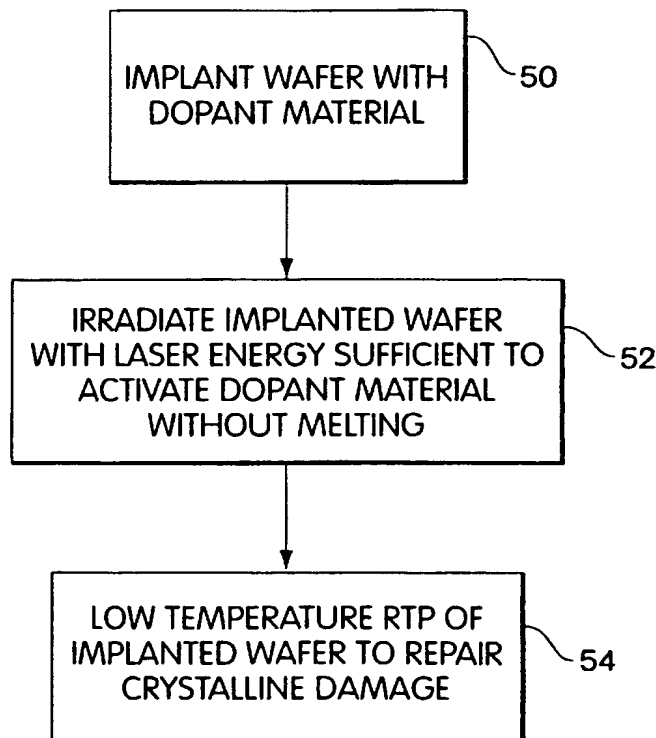 IMPLANT WAFER WITH
DOPANT MATERIAL
50
IRRADIATE IMPLANTED WAFER
WITH LASER ENERGY SUFFICIENT TO
ACTIVATE DOPANT MATERIAL
WITHOUT MELTING
52
LOW TEMPERATURE RTP OF
IMPLANTED WAFER TO REPAIR
CRYSTALLINE DAMAGE
54